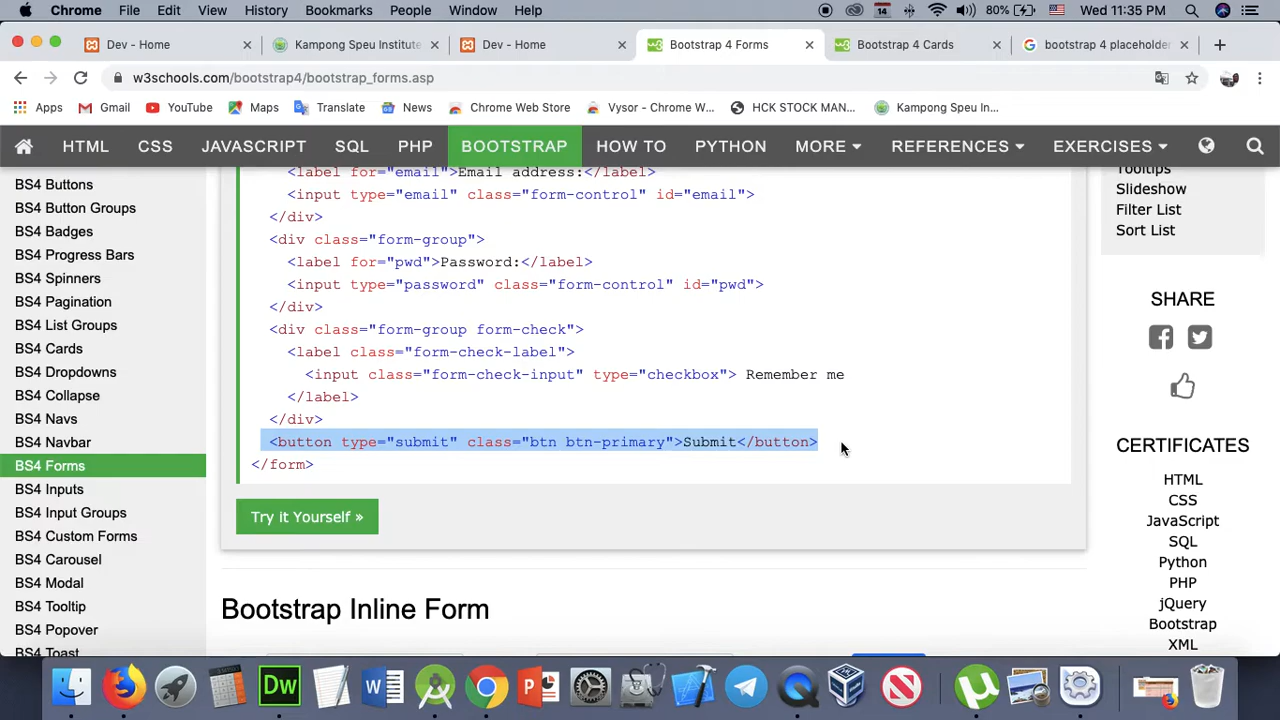 Chrome File Edit View History Bookmarks People Window Help 14 80% Wed 11:35 PM
Dev - Home Kampong Speu Institute Dev - Home Bootstrap 4 Forms Bootstrap 4 Cards bootstrap 4 placeholder
w3schools.com/bootstrap4/bootstrap_forms.asp
Apps Gmail YouTube Maps Translate News Chrome Web Store Vysor - Chrome W... HCK STOCK MAN... Kampong Speu In...
HTML CSS JAVASCRIPT SQL PHP BOOTSTRAP HOW TO PYTHON MORE REFERENCES EXERCISES
BS4 Buttons
BS4 Button Groups
BS4 Badges
BS4 Progress Bars
BS4 Spinners
BS4 Pagination
BS4 List Groups
BS4 Cards
BS4 Dropdowns
BS4 Collapse
BS4 Navs
BS4 Navbar
BS4 Forms
BS4 Inputs
BS4 Input Groups
BS4 Custom Forms
BS4 Carousel
BS4 Modal
BS4 Tooltip
BS4 Popover
BS4 Toast
<label for="email">Email address:</label>
<input type="email" class="form-control" id="email">
</div>
<div class="form-group">
<label for="pwd">Password:</label>
<input type="password" class="form-control" id="pwd">
</div>
<div class="form-group form-check">
<label class="form-check-label">
<input class="form-check-input" type="checkbox"> Remember me
</label>
</div>
<button type="submit" class="btn btn-primary">Submit</button>
</form>
Try it Yourself »
Bootstrap Inline Form
Tooltips
Slideshow
Filter List
Sort List
SHARE
CERTIFICATES
HTML
CSS
JavaScript
SQL
Python
PHP
jQuery
Bootstrap
XML
Dw
W
P
N